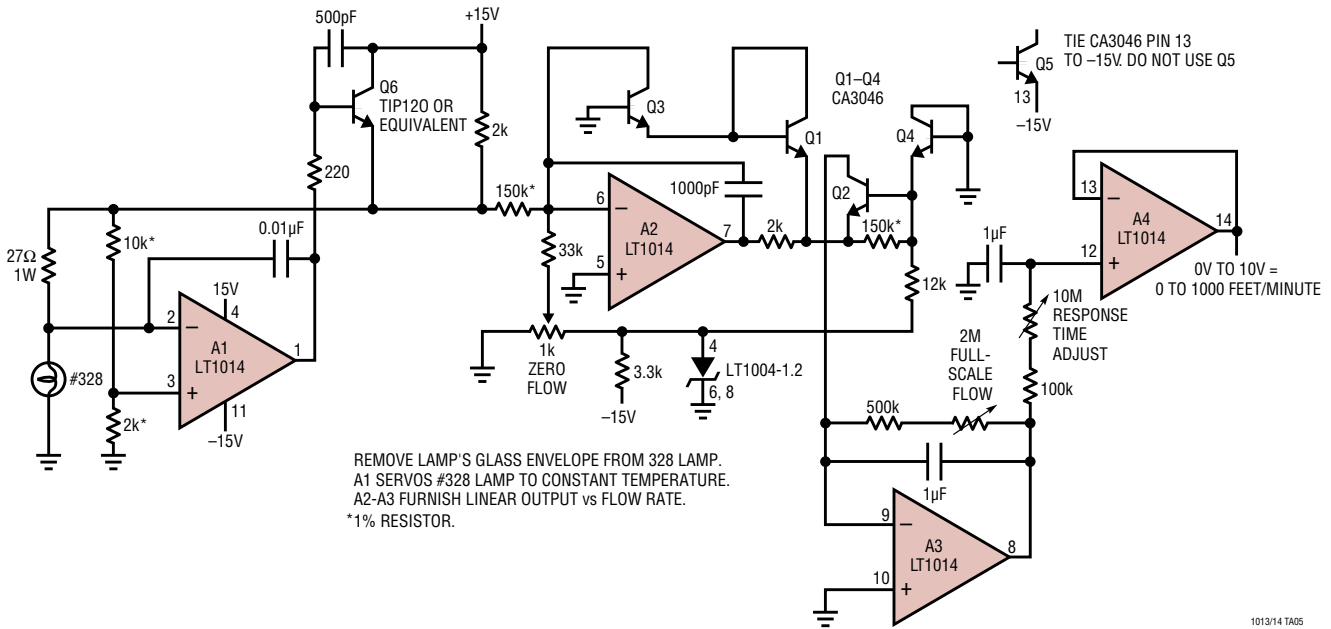 500pF
+15V
Q6
TIP120 OR
EQUIVALENT
2k
220
Q3
Q1
Q1–Q4
CA3046
Q4
Q5
TIE CA3046 PIN 13
TO –15V. DO NOT USE Q5
13
–15V
1000pF
Q2
150k*
6
5
A2
LT1014
7
2k
150k*
33k
12k
10k*
0.01µF
27Ω
1W
15V
4
2
3
A1
LT1014
1
11
–15V
#328
2k*
1k
ZERO
FLOW
3.3k
–15V
4
LT1004-1.2
6, 8
1µF
13
12
A4
LT1014
14
0V TO 10V =
0 TO 1000 FEET/MINUTE
10M
RESPONSE
TIME
ADJUST
2M
FULL-
SCALE
FLOW
100k
500k
1µF
9
10
A3
LT1014
8
REMOVE LAMP'S GLASS ENVELOPE FROM 328 LAMP.
A1 SERVOS #328 LAMP TO CONSTANT TEMPERATURE.
A2-A3 FURNISH LINEAR OUTPUT vs FLOW RATE.
*1% RESISTOR.
1013/14 TA05